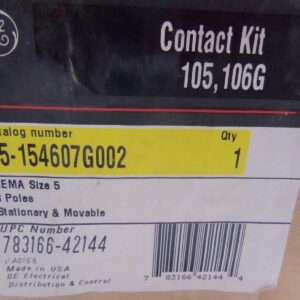 Contact Kit
105, 106G
atalog number
5-154607G002
Qty
1
EMA Size 5
Poles
Stationary & Movable
UPC Number
783166-42144
Made in USA
GE Electrical
Distribution & Control
7 83166 42144 4